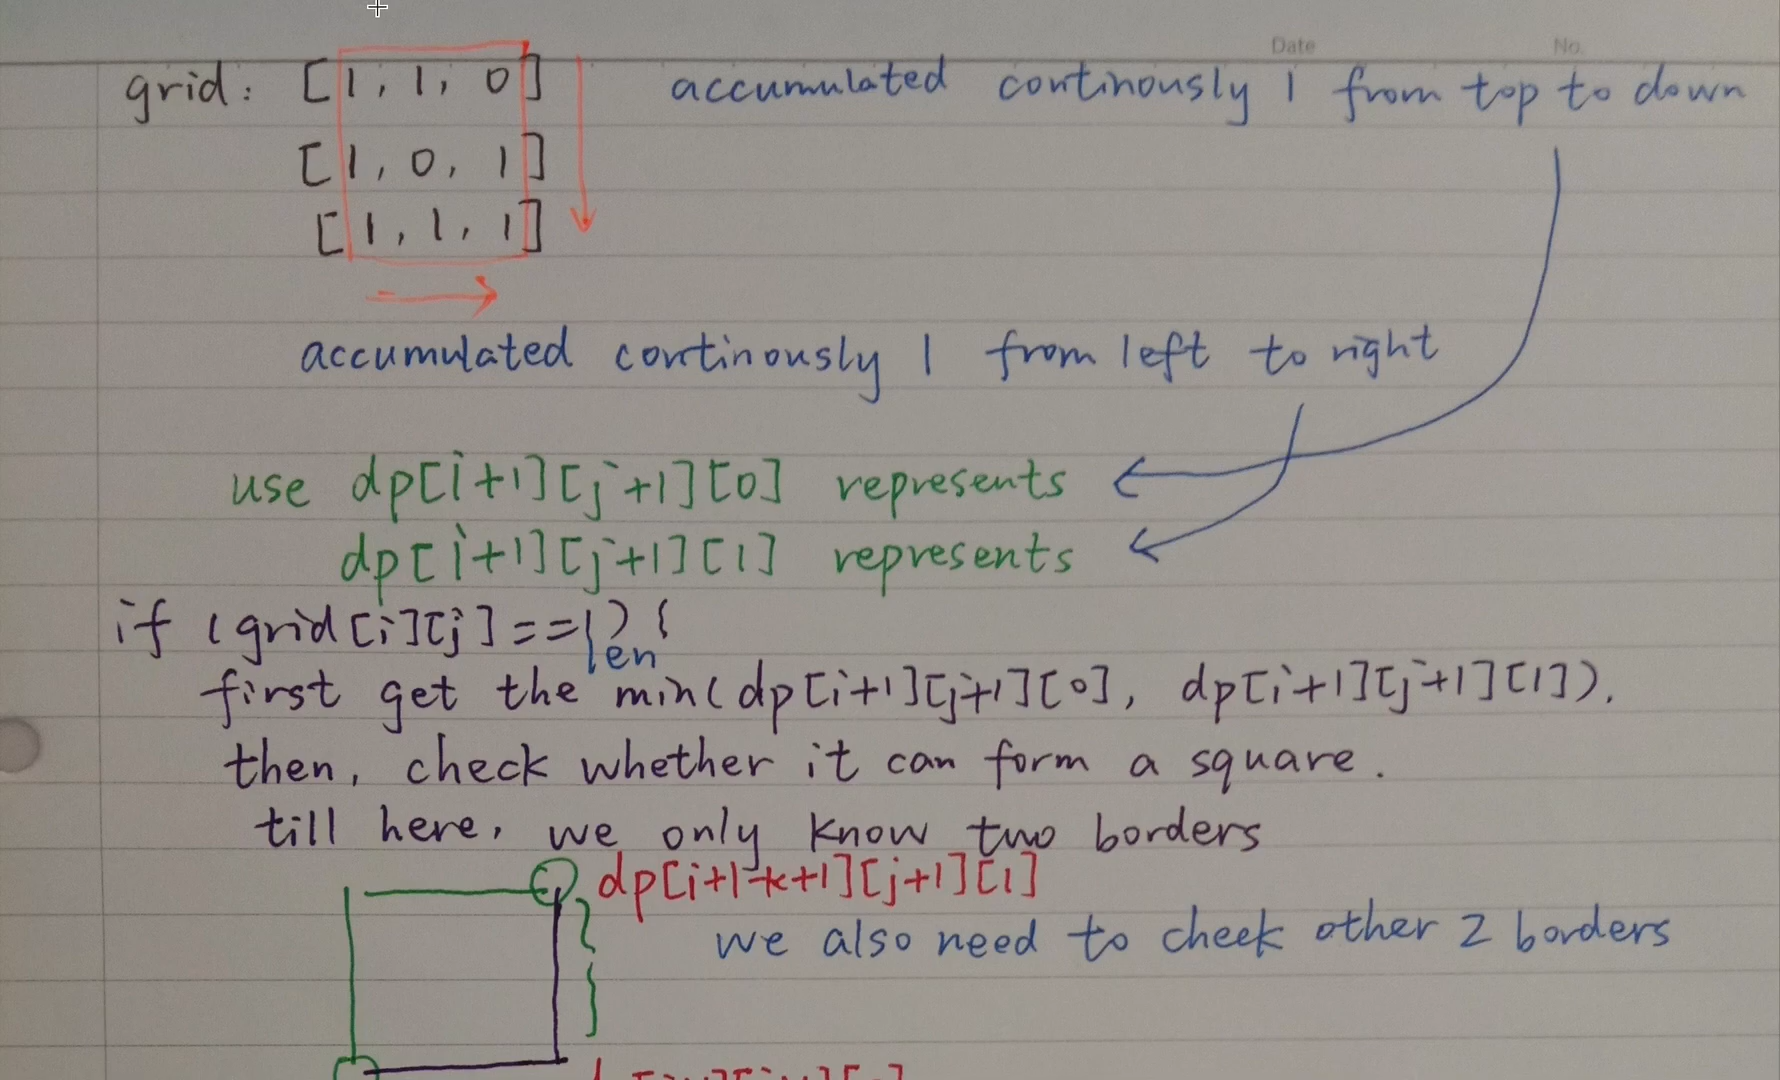 Date No.
grid: [1, 1, 0] accumulated continously 1 from top to down
[1, 0, 1]
[1, 1, 1]
accumulated continously 1 from left to right
use dp[i+1][j+1][0] represents
dp[i+1][j+1][1] represents
if (grid[i][j]==1) {
len
first get the min(dp[i+1][j+1][0], dp[i+1][j+1][1]).
then, check whether it can form a square.
till here, we only know two borders
dp[i+1-k+1][j+1][1]
we also need to check other 2 borders